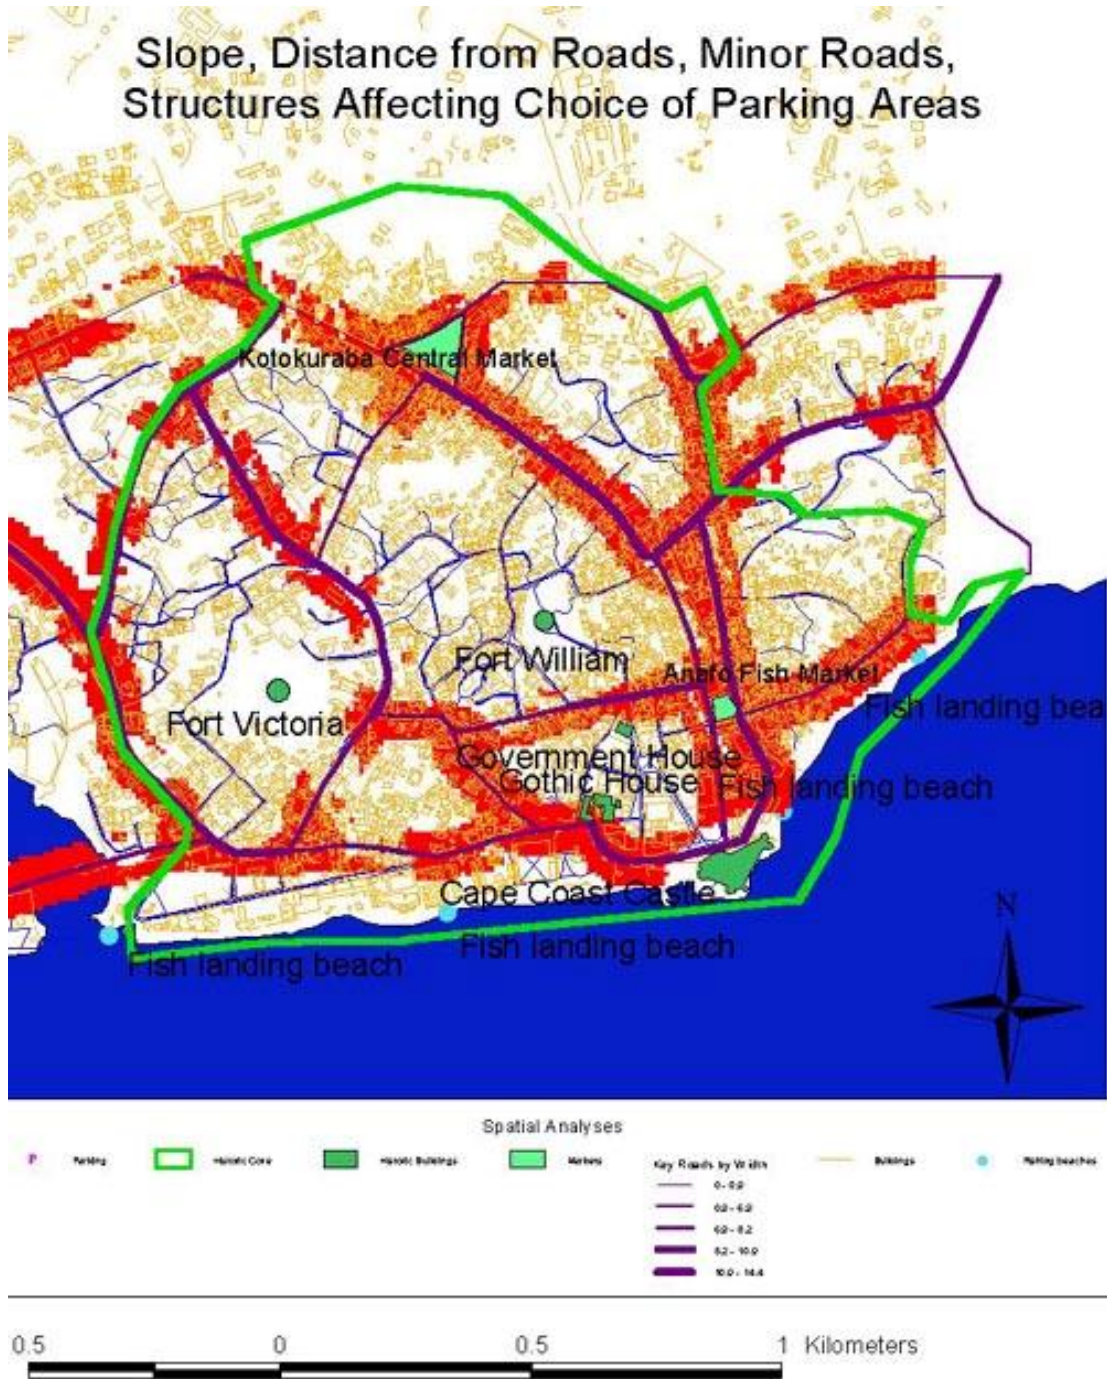 Slope, Distance from Roads, Minor Roads,
Structures Affecting Choice of Parking Areas
Kotokuraba Central Market
Fort William
Anafo Fish Market
Fort Victoria
Fish landing bea
Government House
Gothic House
Fish landing beach
Cape Coast Castle
Fish landing beach
Fish landing beach
N
Spatial Analyses
P
Parking
Historic Core
Historic Buildings
Markets
Key Roads by Width
Buildings
Fishing beaches
0.5
0
0.5
1
Kilometers